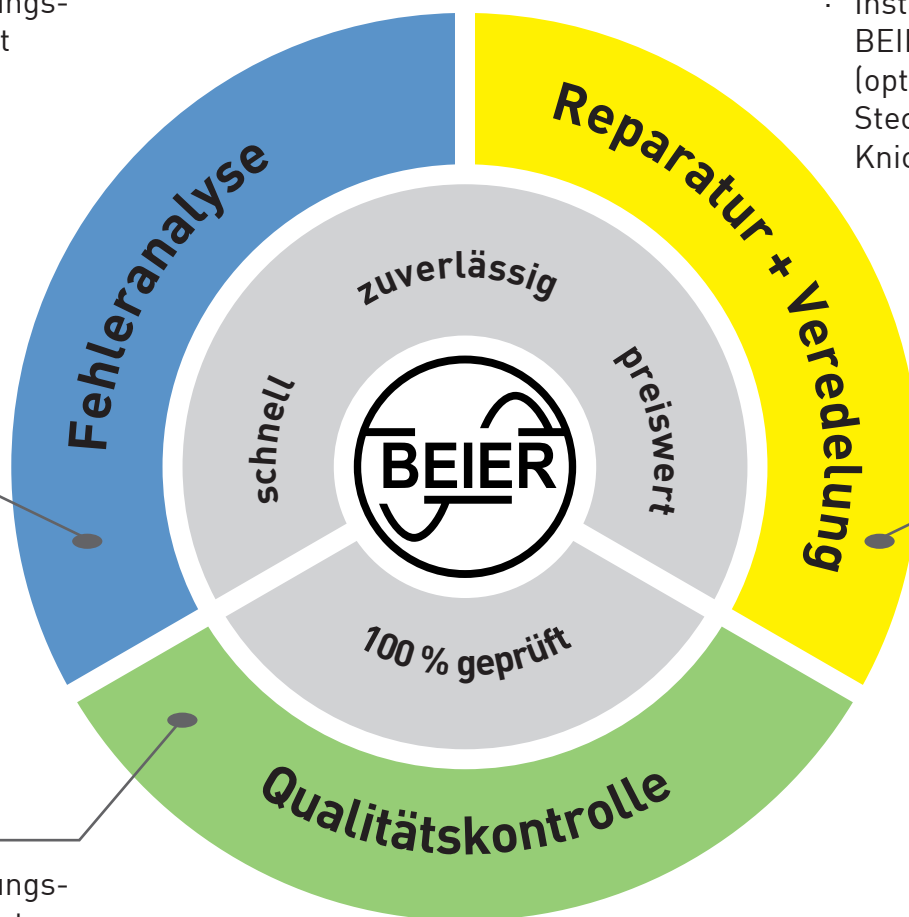 Fehleranalyse
Reparatur + Veredelung
zuverlässig
schnell
preiswert
BEIER
100 % geprüft
Qualitätskontrolle